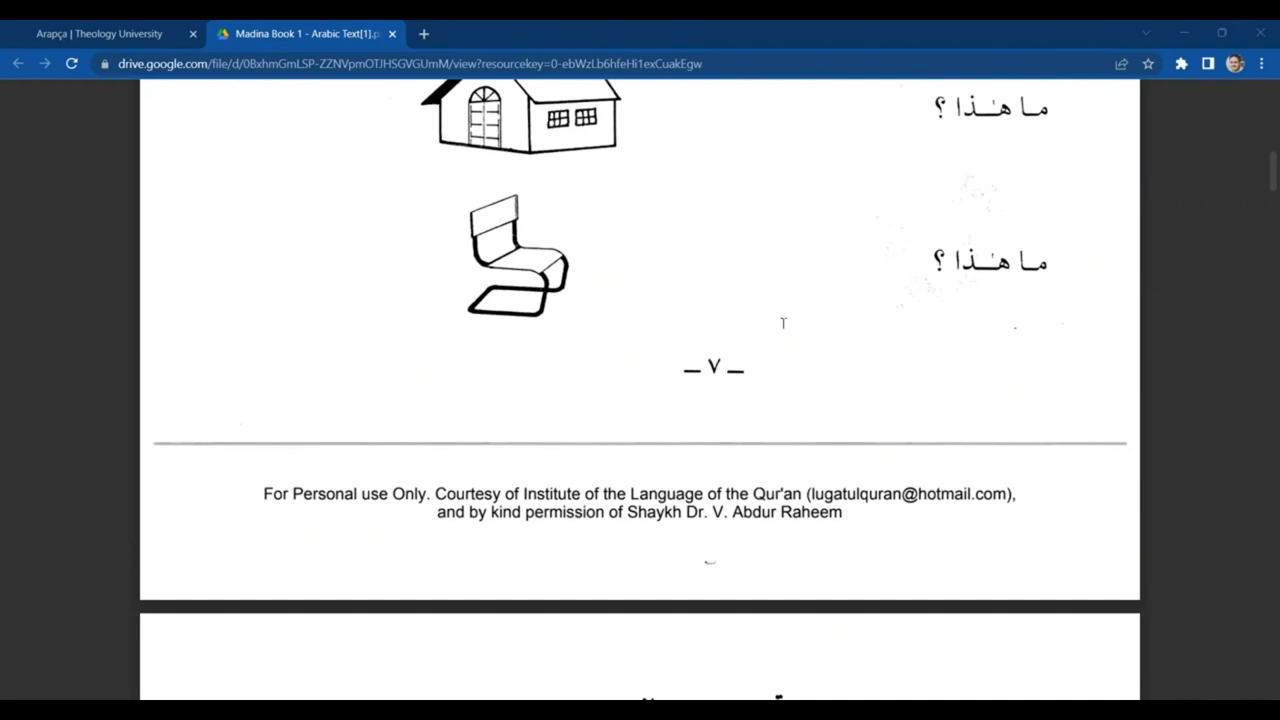 Arapça | Theology University
Madina Book 1 - Arabic Text[1].p
drive.google.com/file/d/0BxhmGmLSP-ZZNVpmOTJHSGVGUmM/view?resourcekey=0-ebWzLb6hfeHi1exCuakEgw
ما هٰذا ؟
ما هٰذا ؟
– ٧ –
For Personal use Only. Courtesy of Institute of the Language of the Qur'an (lugatulquran@hotmail.com),
and by kind permission of Shaykh Dr. V. Abdur Raheem